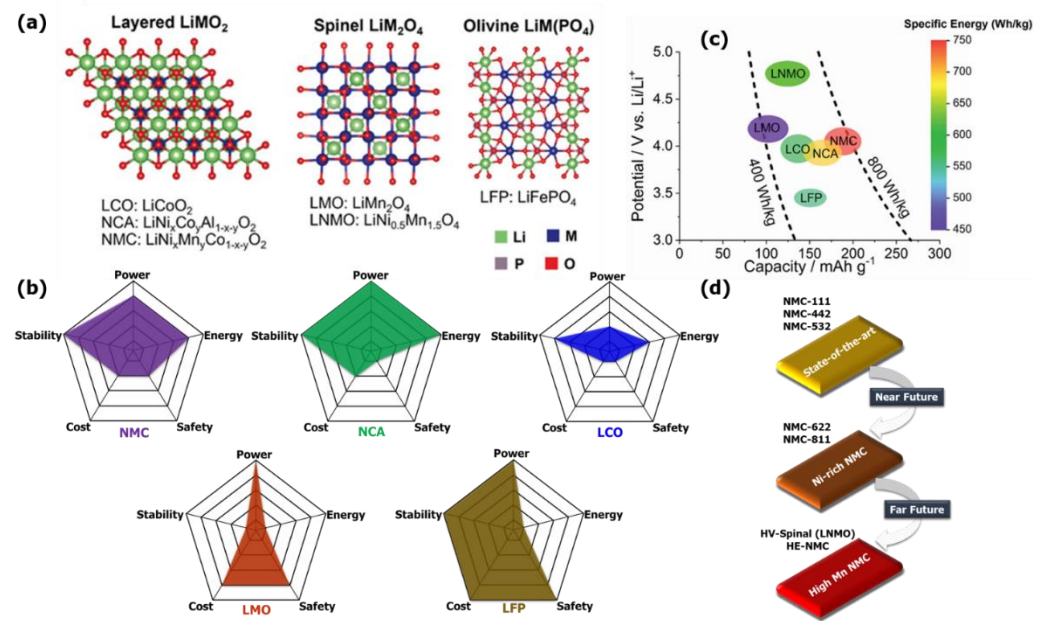 (a)
Layered LiMO2
Spinel LiM2O4
Olivine LiM(PO4)
LCO: LiCoO2
NCA: LiNixCoyAl1-x-yO2
NMC: LiNixMnyCo1-x-yO2
LMO: LiMn2O4
LNMO: LiNi0.5Mn1.5O4
LFP: LiFePO4
Li
M
P
O
(c)
Specific Energy (Wh/kg)
Potential / V vs. Li/Li+
5.0
4.5
4.0
3.5
3.0
LNMO
LMO
LCO
NCA
NMC
LFP
400 Wh/kg
800 Wh/kg
0
50
100
150
200
250
300
Capacity / mAh g-1
750
700
650
600
550
500
450
(b)
Power
Stability
Energy
Cost
Safety
NMC
Power
Stability
Energy
Cost
Safety
NCA
Power
Stability
Energy
Cost
Safety
LCO
Power
Stability
Energy
Cost
Safety
LMO
Power
Stability
Energy
Cost
Safety
LFP
(d)
NMC-111
NMC-442
NMC-532
State-of-the-art
Near Future
NMC-622
NMC-811
Ni-rich NMC
Far Future
HV-Spinal (LNMO)
HE-NMC
High Mn NMC